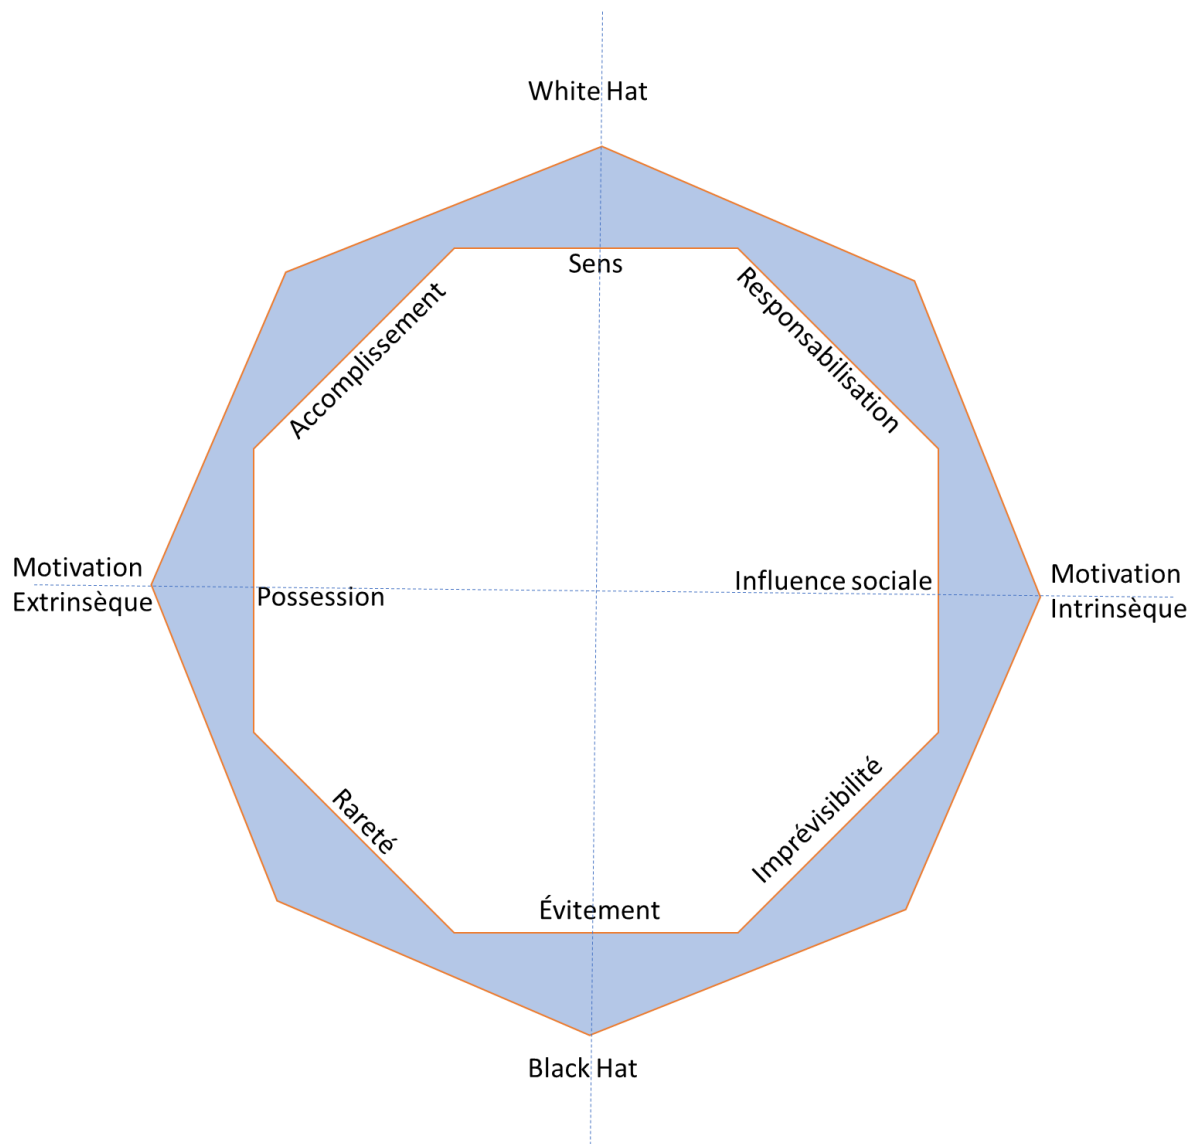 White Hat
Sens
Accomplissement
Responsabilisation
Motivation
Extrinsèque
Possession
Influence sociale
Motivation
Intrinsèque
Rareté
Imprévisibilité
Évitement
Black Hat